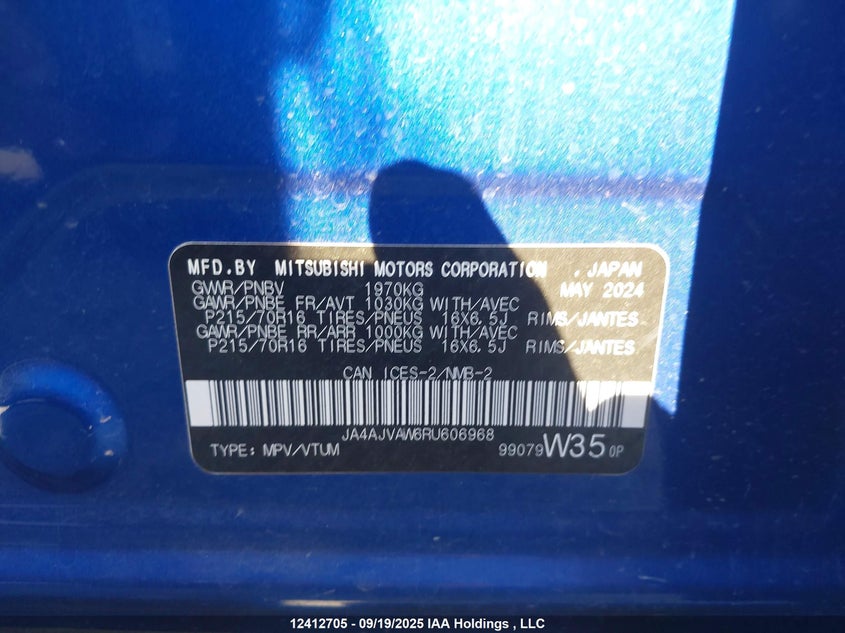 MFD.BY MITSUBISHI MOTORS CORPORATION , JAPAN
GVWR/PNBV 1970KG MAY 2024
GAWR/PNBE FR/AVT 1030KG WITH/AVEC
P215/70R16 TIRES/PNEUS 16X6.5J RIMS/JANTES
GAWR/PNBE RR/ARR 1000KG WITH/AVEC
P215/70R16 TIRES/PNEUS 16X6.5J RIMS/JANTES
CAN ICES-2/NMB-2
JA4AJVAW6RU606968
TYPE: MPV/VTUM 99079 W35 0P
12412705 - 09/19/2025 IAA Holdings , LLC